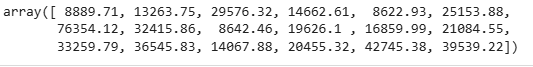 array([ 8889.71, 13263.75, 29576.32, 14662.61,  8622.93, 25153.88,
       76354.12, 32415.86,  8642.46, 19626.1 , 16859.99, 21084.55,
       33259.79, 36545.83, 14067.88, 20455.32, 42745.38, 39539.22])